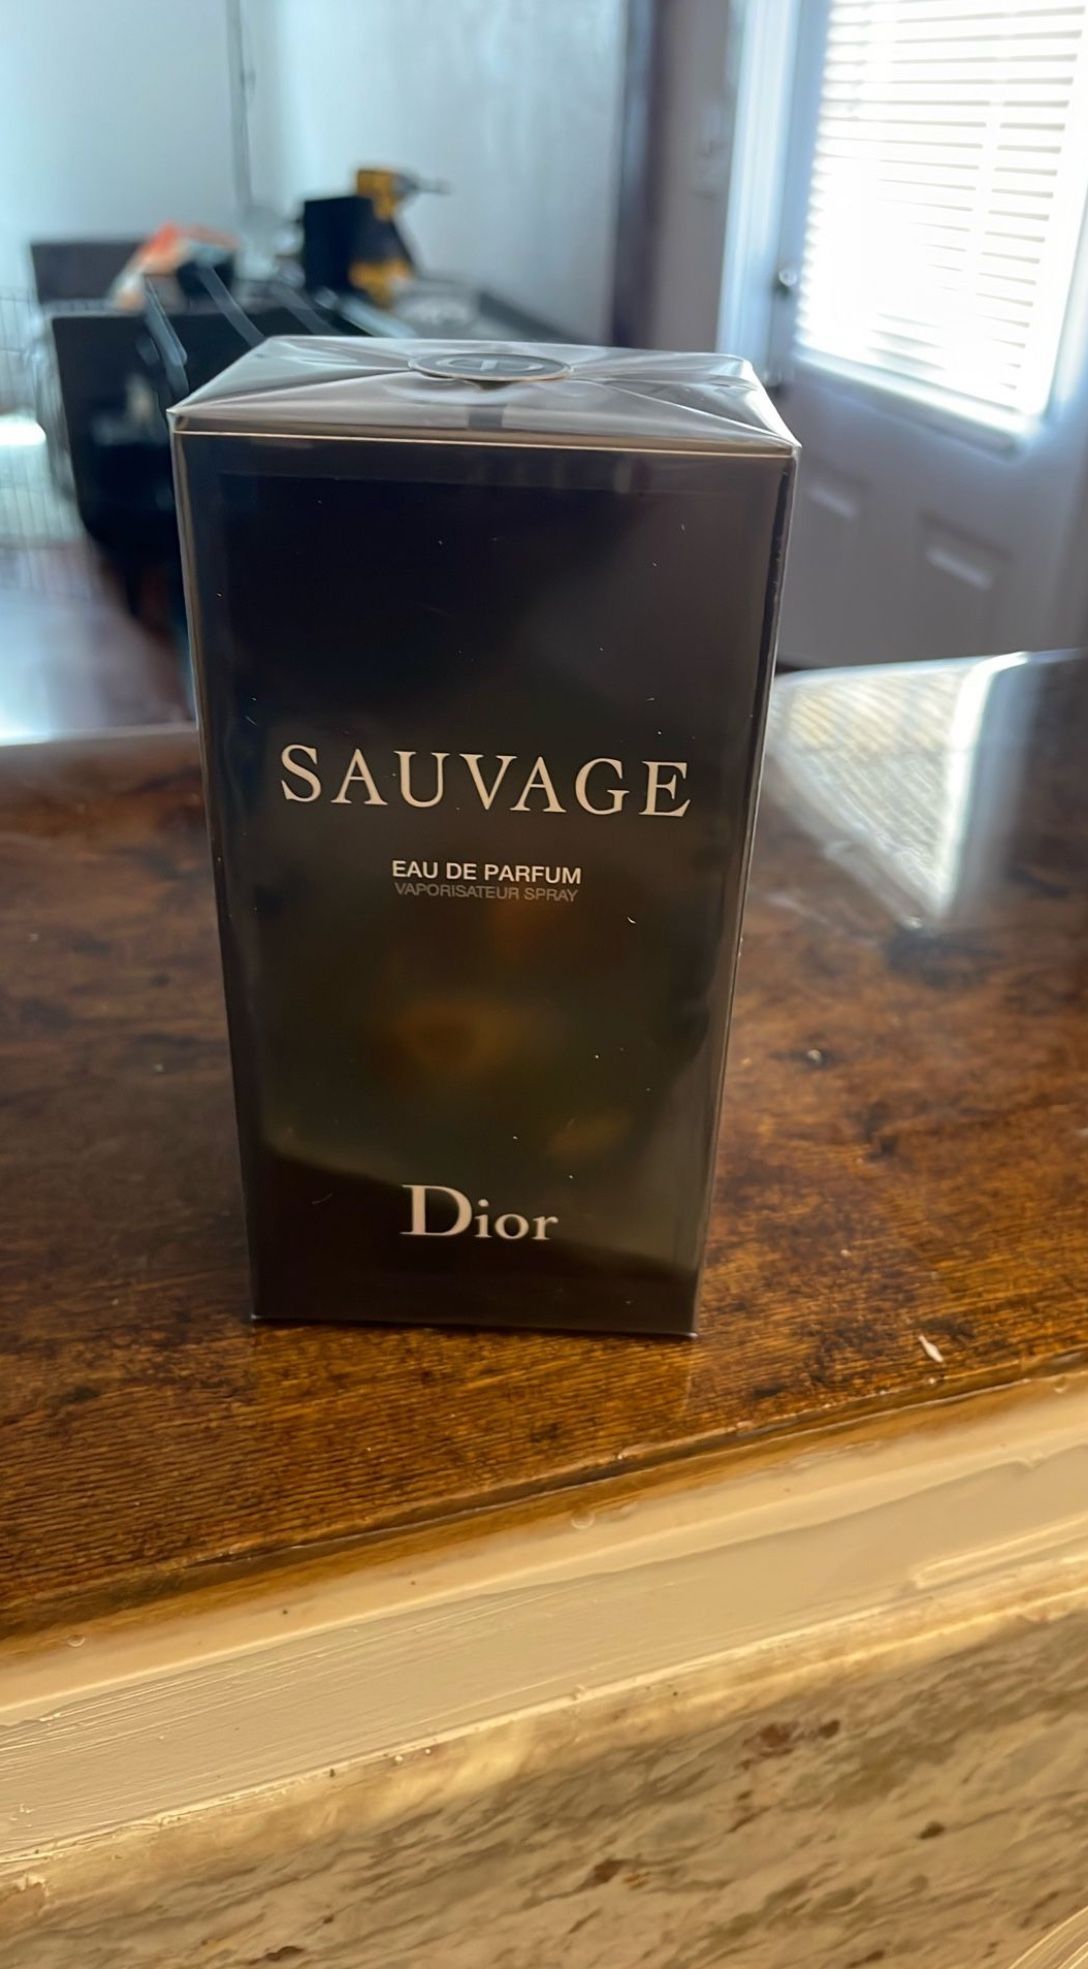 SAUVAGE
EAU DE PARFUM
VAPORISATEUR SPRAY
Dior